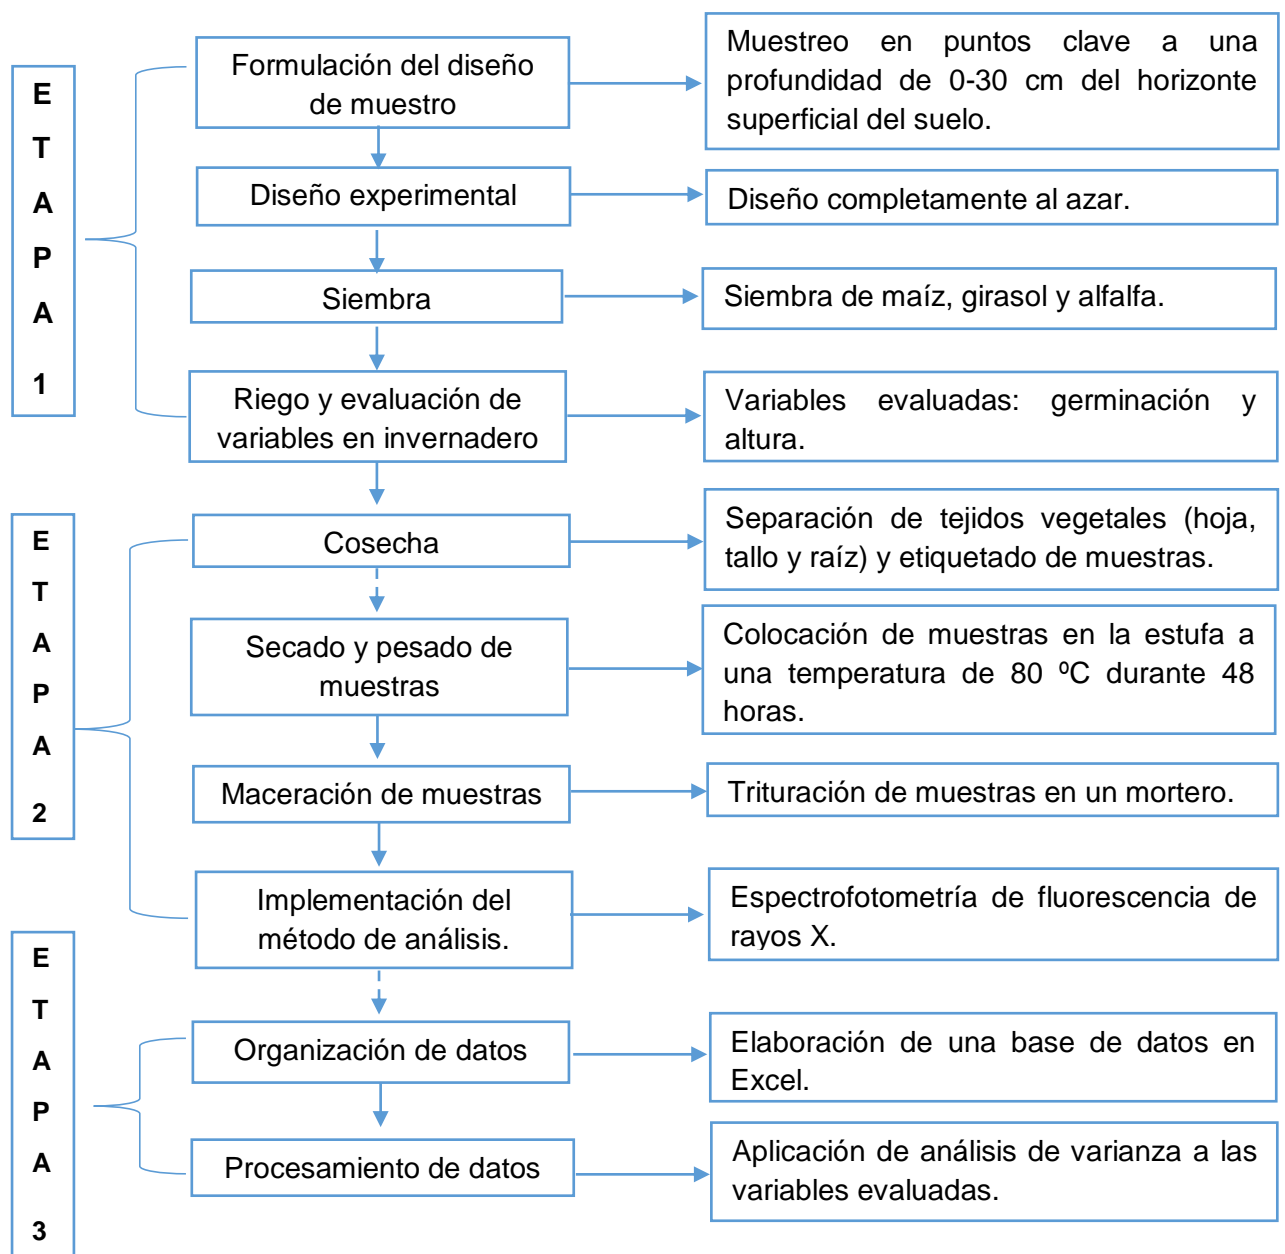 E
T
A
P
A
1
Formulación del diseño
de muestro
Muestreo en puntos clave a una
profundidad de 0-30 cm del horizonte
superficial del suelo.
Diseño experimental
Diseño completamente al azar.
Siembra
Siembra de maíz, girasol y alfalfa.
Riego y evaluación de
variables en invernadero
Variables evaluadas: germinación y
altura.
E
T
A
P
A
2
Cosecha
Separación de tejidos vegetales (hoja,
tallo y raíz) y etiquetado de muestras.
Secado y pesado de
muestras
Colocación de muestras en la estufa a
una temperatura de 80 ºC durante 48
horas.
Maceración de muestras
Trituración de muestras en un mortero.
Implementación del
método de análisis.
Espectrofotometría de fluorescencia de
rayos X.
E
T
A
P
A
3
Organización de datos
Elaboración de una base de datos en
Excel.
Procesamiento de datos
Aplicación de análisis de varianza a las
variables evaluadas.